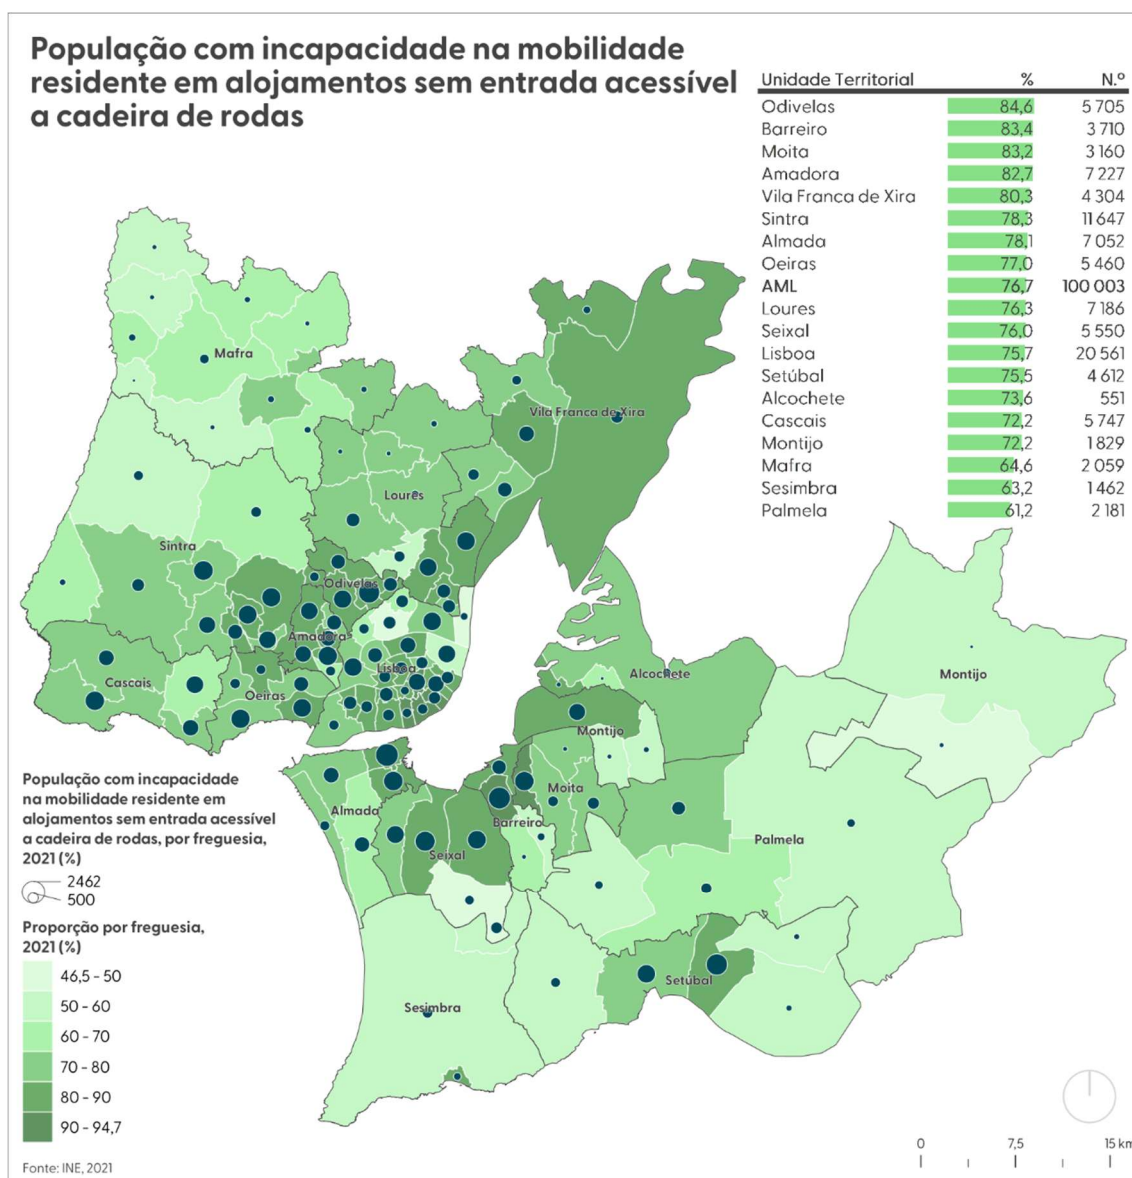 População com incapacidade na mobilidade
residente em alojamentos sem entrada acessível
a cadeira de rodas
Unidade Territorial % N.º
Odivelas 84,6 5 705
Barreiro 83,4 3 710
Moita 83,2 3 160
Amadora 82,7 7 227
Vila Franca de Xira 80,3 4 304
Sintra 78,3 11 647
Almada 78,1 7 052
Oeiras 77,0 5 460
AML 76,7 100 003
Loures 76,3 7 186
Seixal 76,0 5 550
Lisboa 75,7 20 561
Setúbal 75,5 4 612
Alcochete 73,6 551
Cascais 72,2 5 747
Montijo 72,2 1 829
Mafra 64,6 2 059
Sesimbra 63,2 1 462
Palmela 61,2 2 181
Mafra
Vila Franca de Xira
Loures
Sintra
Odivelas
Amadora
Lisboa
Cascais
Oeiras
Alcochete
Montijo
Montijo
Moita
Almada
Barreiro
Seixal
Palmela
Setúbal
Sesimbra
População com incapacidade
na mobilidade residente em
alojamentos sem entrada acessível
a cadeira de rodas, por freguesia,
2021 (%)
2462
500
Proporção por freguesia,
2021 (%)
46,5 - 50
50 - 60
60 - 70
70 - 80
80 - 90
90 - 94,7
Fonte: INE, 2021
0 7,5 15 km